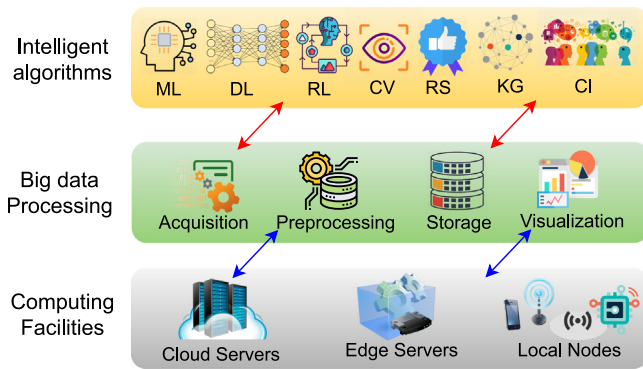 Intelligent
algorithms
ML DL RL CV RS KG CI
Big data
Processing
Acquisition Preprocessing Storage Visualization
Computing
Facilities
Cloud Servers Edge Servers Local Nodes